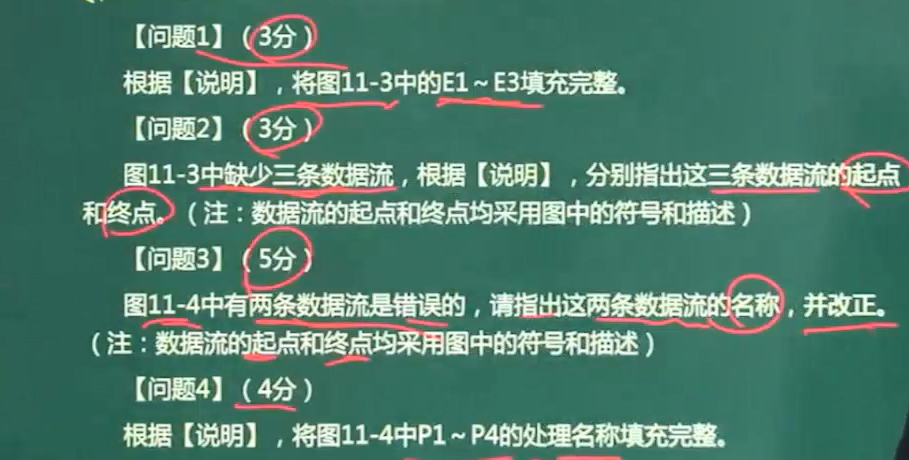 【问题1】(3分)
根据【说明】,将图11-3中的E1~E3填充完整。
【问题2】(3分)
图11-3中缺少三条数据流,根据【说明】,分别指出这三条数据流的起点
和终点。(注:数据流的起点和终点均采用图中的符号和描述)
【问题3】(5分)
图11-4中有两条数据流是错误的,请指出这两条数据流的名称,并改正。
(注:数据流的起点和终点均采用图中的符号和描述)
【问题4】(4分)
根据【说明】,将图11-4中P1~P4的处理名称填充完整。